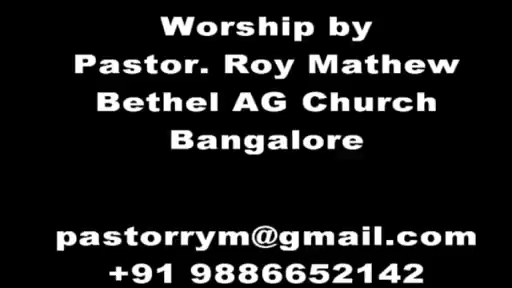 Worship by
Pastor. Roy Mathew
Bethel AG Church
Bangalore
pastorrym@gmail.com
+91 9886652142